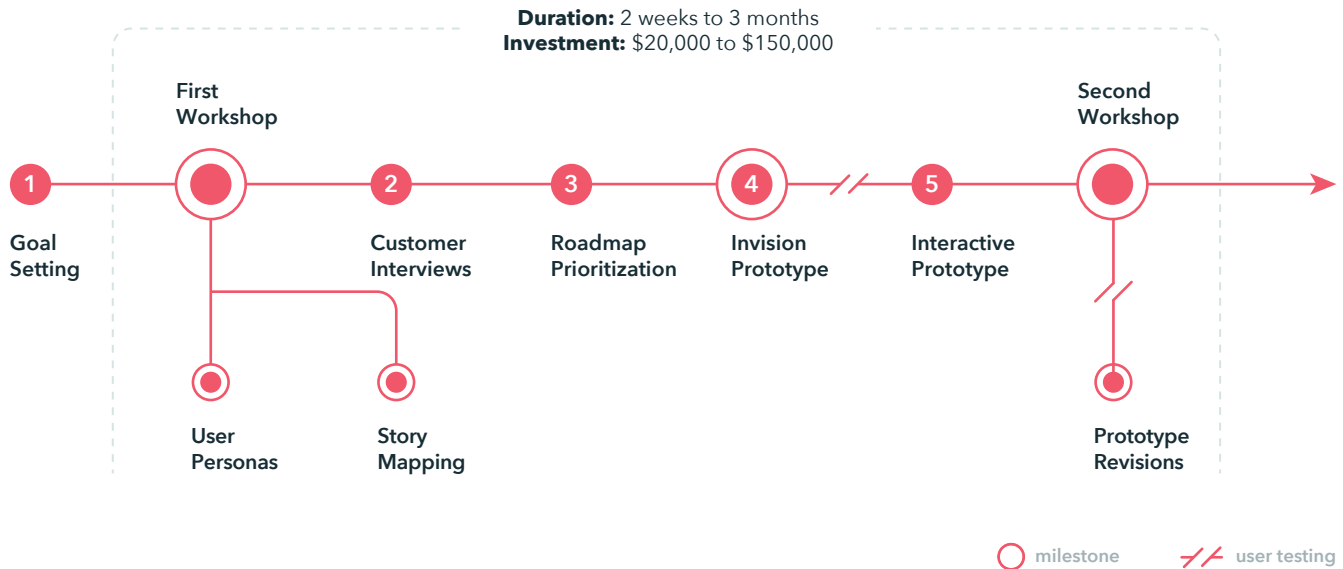 Duration: 2 weeks to 3 months
Investment: $20,000 to $150,000
First
Workshop
Second
Workshop
1
2
3
4
5
Goal
Setting
Customer
Interviews
Roadmap
Prioritization
Invision
Prototype
Interactive
Prototype
User
Personas
Story
Mapping
Prototype
Revisions
milestone
user testing